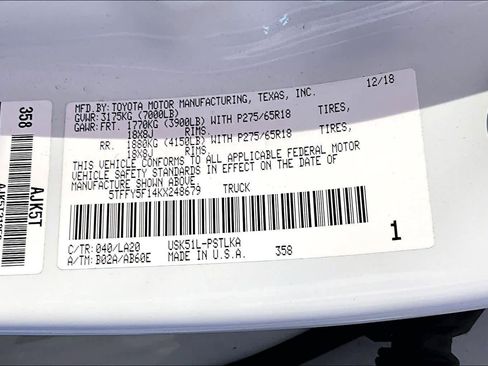 358
AJK5T
MFD.BY: TOYOTA MOTOR MANUFACTURING, TEXAS, INC. 12/18
GVWR: 3175KG (7000LB)
GAWR: FRT. 1770KG (3900LB) WITH P275/65R18 TIRES,
18X8J RIMS.
RR. 1880KG (4150LB) WITH P275/65R18 TIRES,
18X8J RIMS.
THIS VEHICLE CONFORMS TO ALL APPLICABLE FEDERAL MOTOR
VEHICLE SAFETY STANDARDS IN EFFECT ON THE DATE OF
MANUFACTURE SHOWN ABOVE.
5TFFY5F14KX248679 TRUCK
C/TR: 040/LA20 USK51L-PSTLKA
A/TM: B02A/AB60E MADE IN U.S.A. 358 1